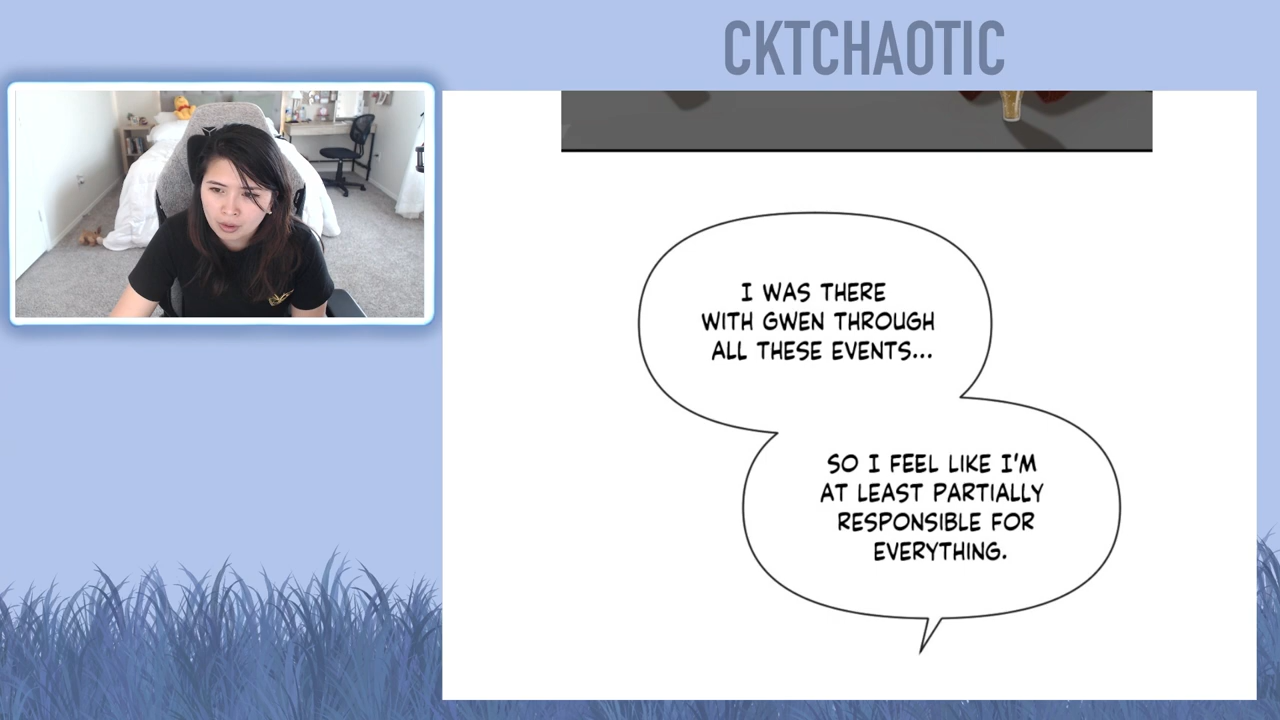 CKTCHAOTIC
I WAS THERE
WITH GWEN THROUGH
ALL THESE EVENTS...
SO I FEEL LIKE I'M
AT LEAST PARTIALLY
RESPONSIBLE FOR
EVERYTHING.